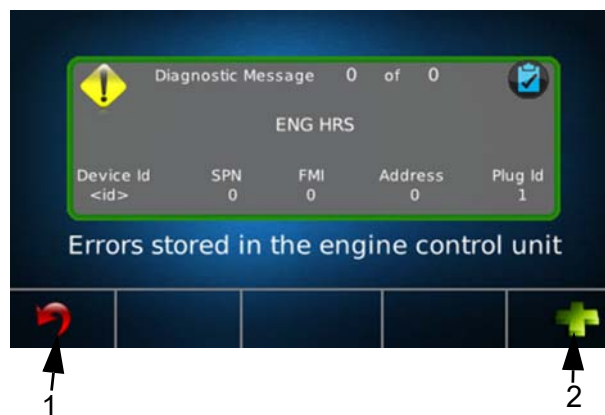 Diagnostic Message 0 of 0
ENG HRS
Device Id SPN FMI Address Plug Id
<id> 0 0 0 1
Errors stored in the engine control unit
1 2